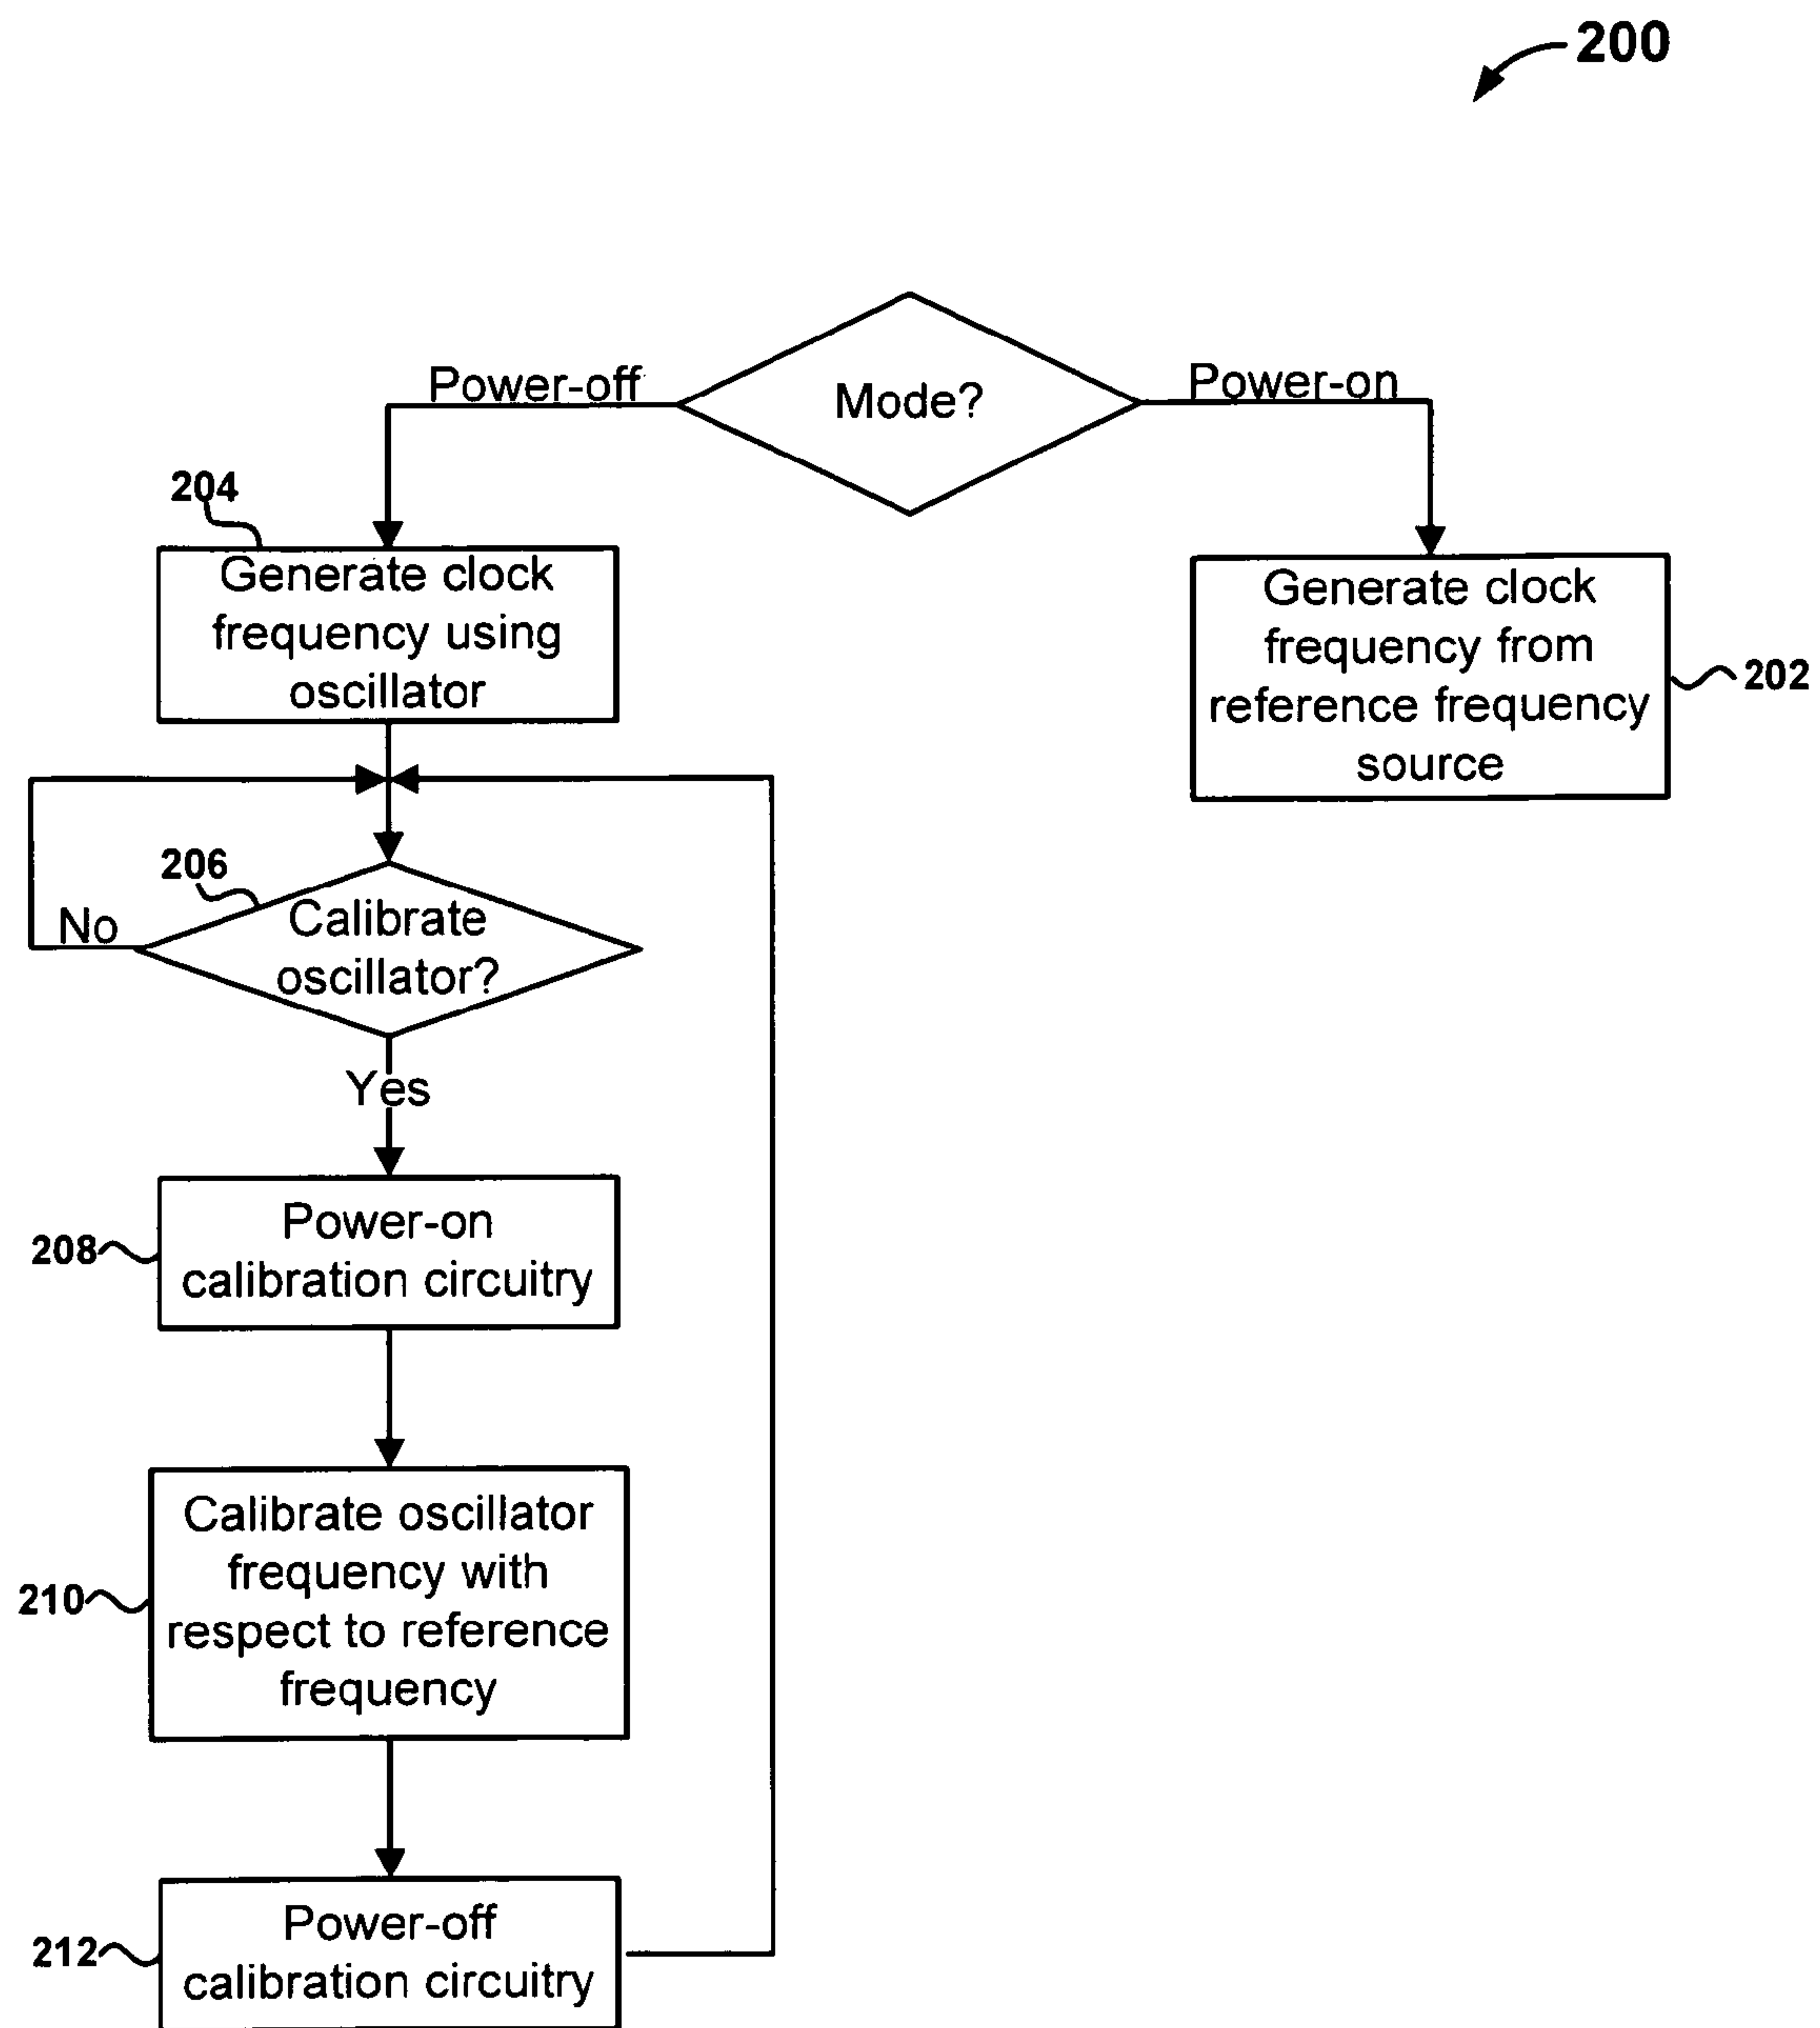 200
Mode?
Power-off
Power-on
204
Generate clock
frequency using
oscillator
Generate clock
frequency from
reference frequency
source
202
206
Calibrate
oscillator?
No
Yes
208
Power-on
calibration circuitry
210
Calibrate oscillator
frequency with
respect to reference
frequency
212
Power-off
calibration circuitry